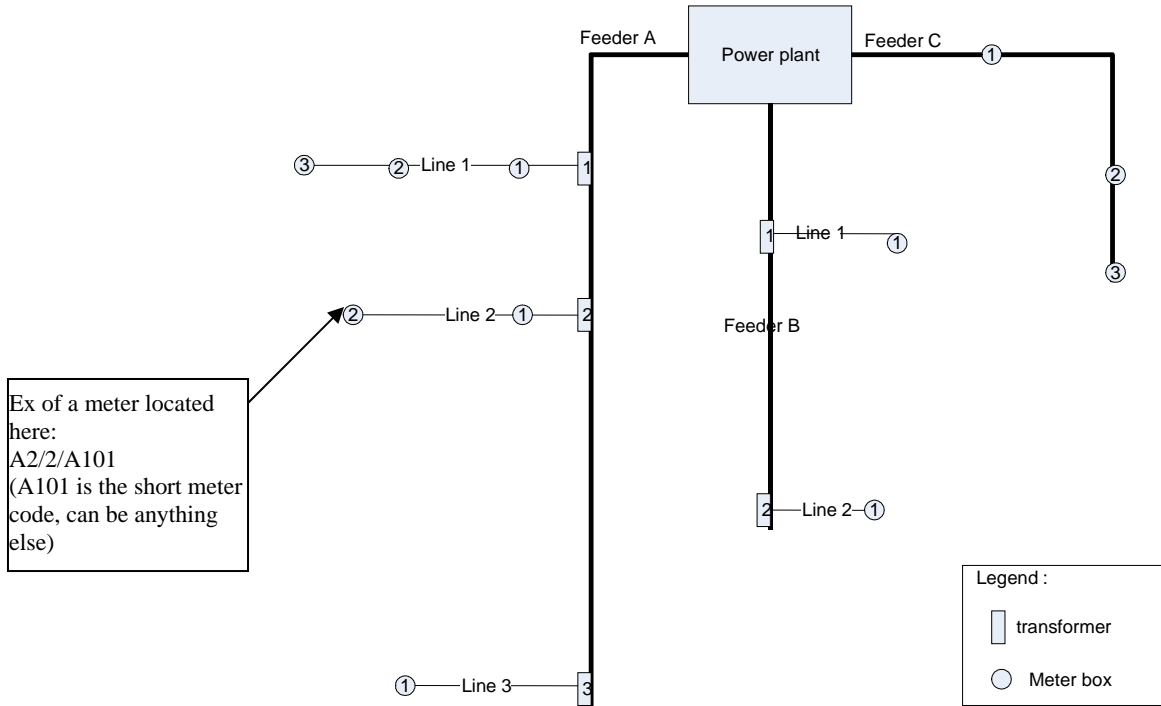 Feeder A
Power plant
Feeder C
1
3
2
Line 1
1
1
2
1
Line 1
1
3
2
Line 2
1
2
Feeder B
Ex of a meter located
here:
A2/2/A101
(A101 is the short meter
code, can be anything
else)
2
Line 2
1
Legend :
transformer
Meter box
1
Line 3
3